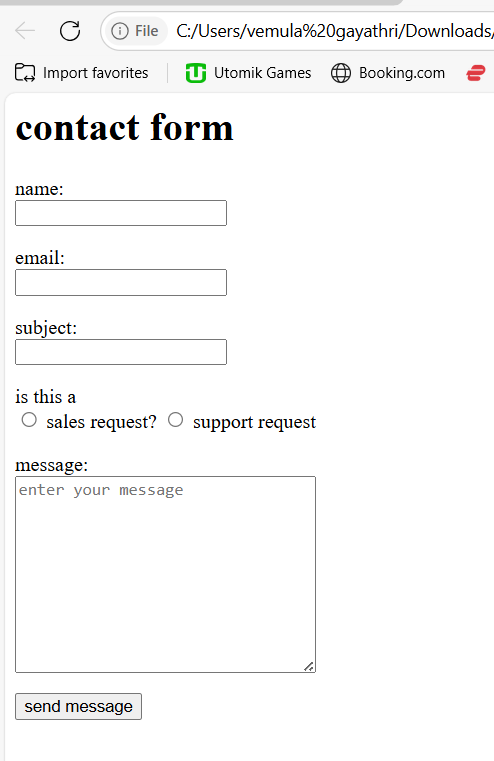 File C:/Users/vemula%20gayathri/Downloads/
Import favorites Utomik Games Booking.com
contact form
name:
email:
subject:
is this a
sales request? support request
message:
enter your message
send message